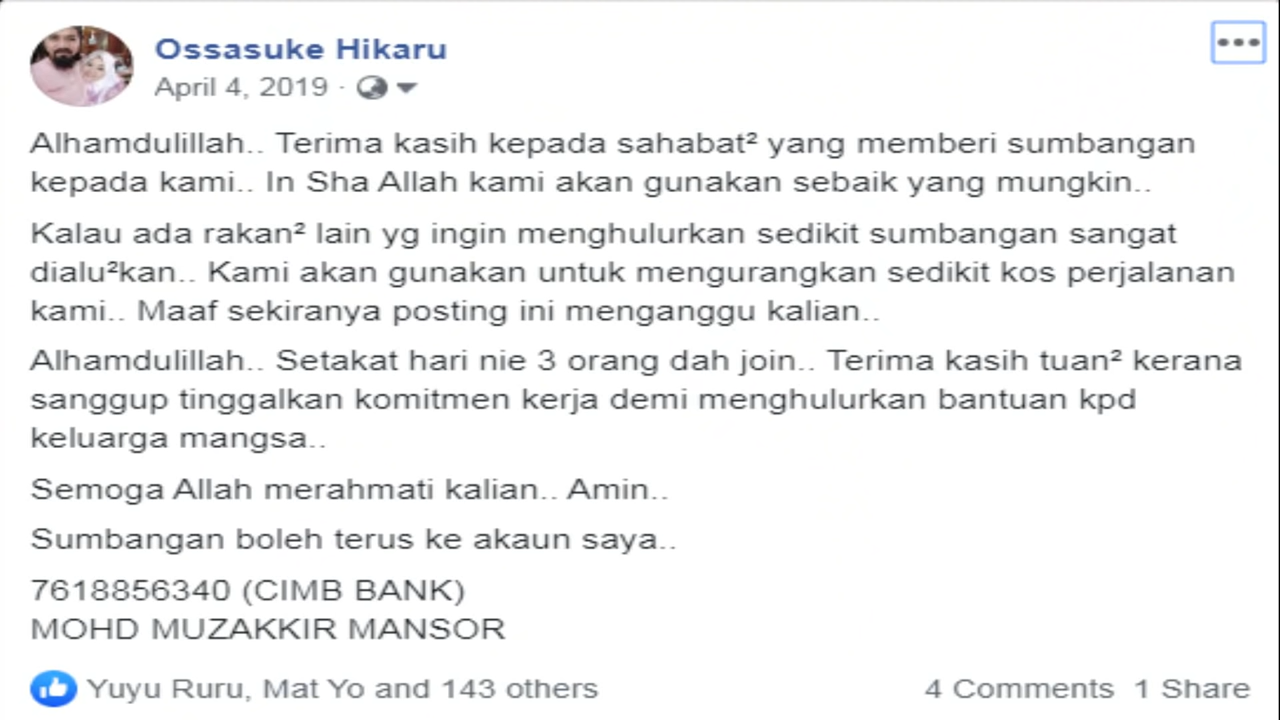 Ossasuke Hikaru
April 4, 2019 ·
Alhamdulillah.. Terima kasih kepada sahabat² yang memberi sumbangan
kepada kami.. In Sha Allah kami akan gunakan sebaik yang mungkin..
Kalau ada rakan² lain yg ingin menghulurkan sedikit sumbangan sangat
dialu²kan.. Kami akan gunakan untuk mengurangkan sedikit kos perjalanan
kami.. Maaf sekiranya posting ini menganggu kalian..
Alhamdulillah.. Setakat hari nie 3 orang dah join.. Terima kasih tuan² kerana
sanggup tinggalkan komitmen kerja demi menghulurkan bantuan kpd
keluarga mangsa..
Semoga Allah merahmati kalian.. Amin..
Sumbangan boleh terus ke akaun saya..
7618856340 (CIMB BANK)
MOHD MUZAKKIR MANSOR
Yuyu Ruru, Mat Yo and 143 others 4 Comments 1 Share